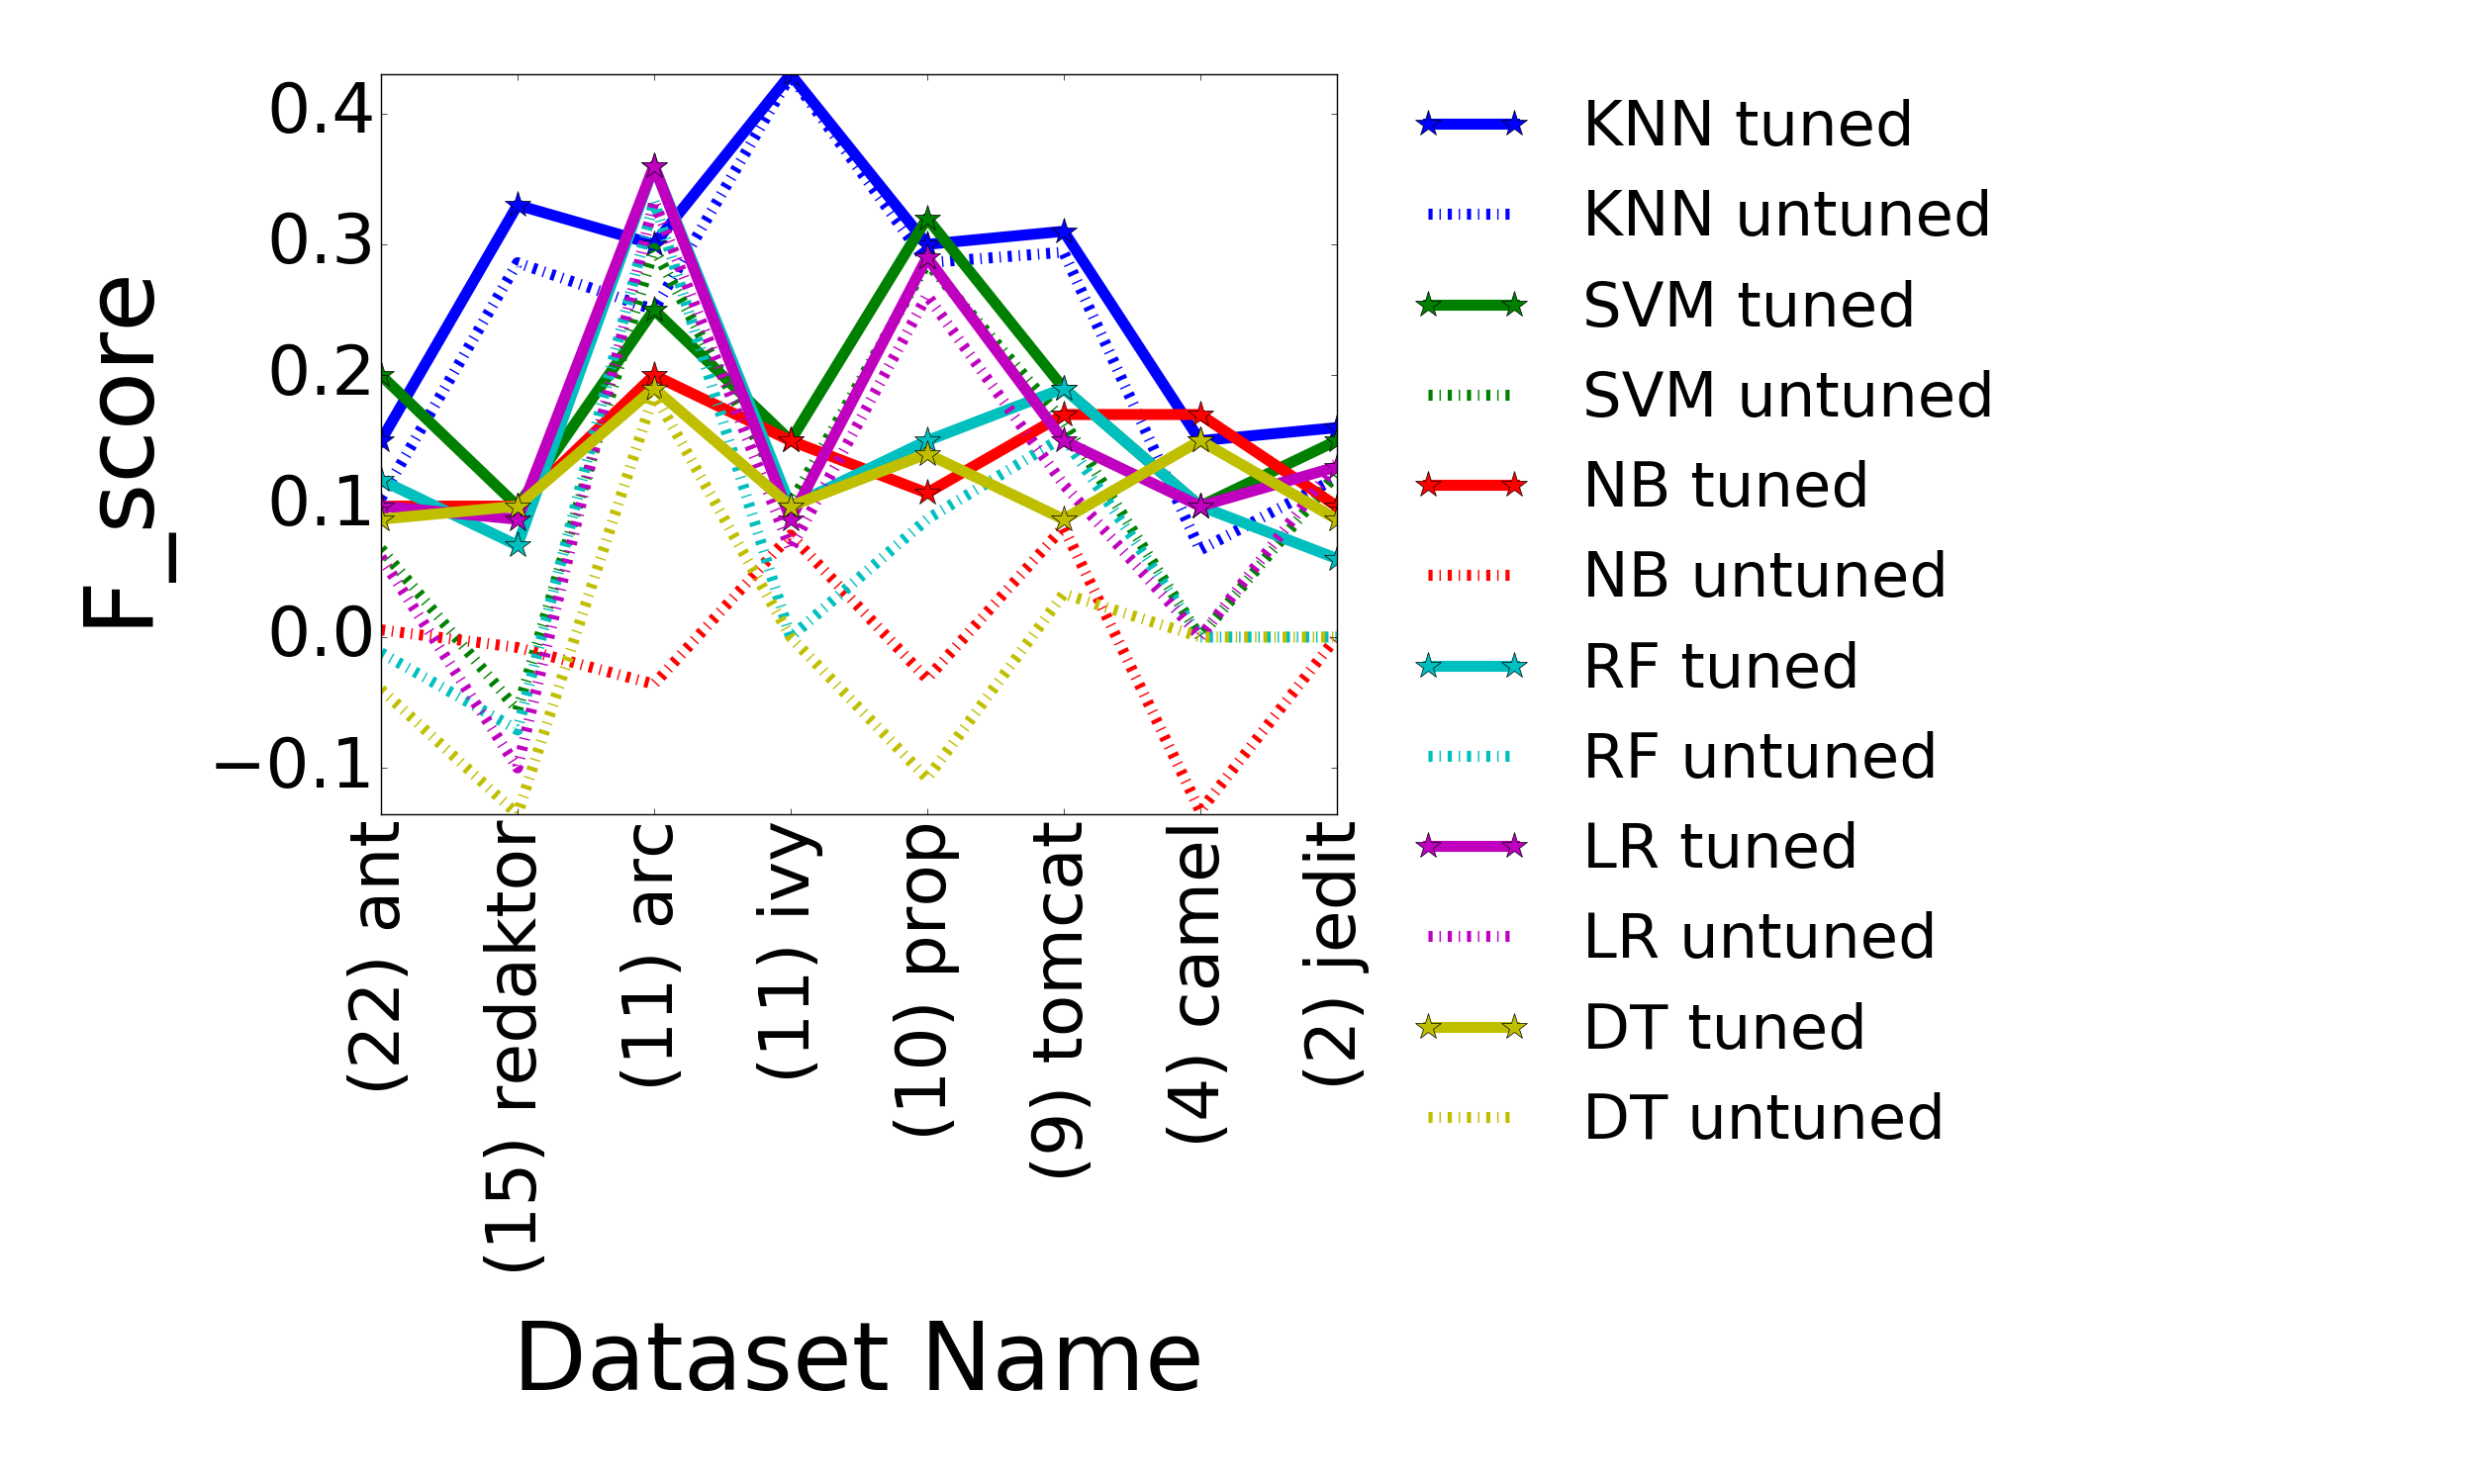 F_score
0.4
0.3
0.2
0.1
0.0
−0.1
(22) ant
(15) redaktor
(11) arc
(11) ivy
(10) prop
(9) tomcat
(4) camel
(2) jedit
Dataset Name
KNN tuned
KNN untuned
SVM tuned
SVM untuned
NB tuned
NB untuned
RF tuned
RF untuned
LR tuned
LR untuned
DT tuned
DT untuned